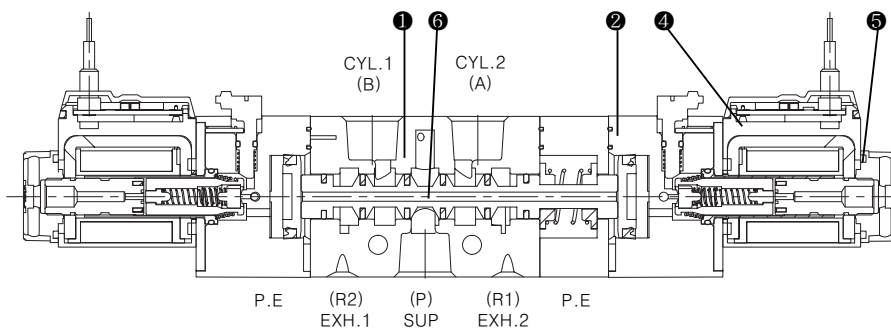 ❶ ❻ ❷ ❹ ❺
CYL.1 CYL.2
(B) (A)
P.E (R2) (P) (R1) P.E
EXH.1 SUP EXH.2